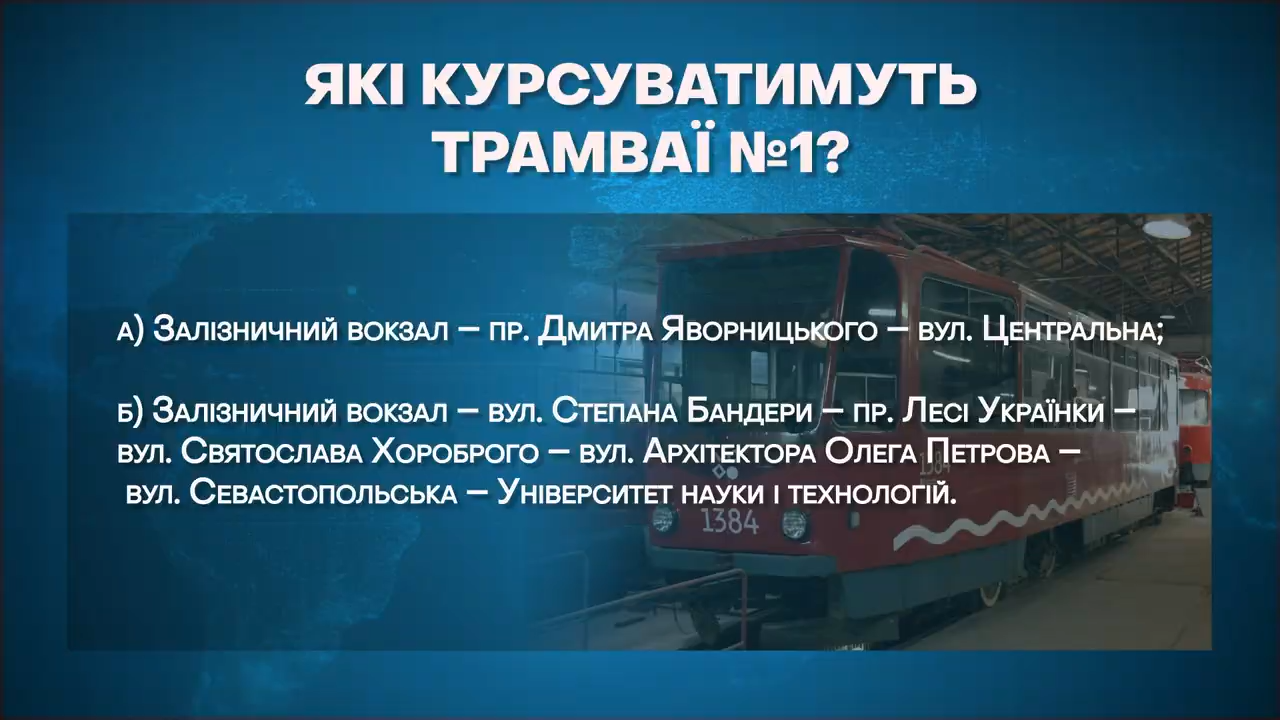 ЯКІ КУРСУВАТИМУТЬ
ТРАМВАЇ №1?
а) Залізничний вокзал – пр. Дмитра Яворницького – вул. Центральна;
б) Залізничний вокзал – вул. Степана Бандери – пр. Лесі Українки –
вул. Святослава Хороброго – вул. Архітектора Олега Петрова –
вул. Севастопольська – Університет науки і технологій.
1384
1384